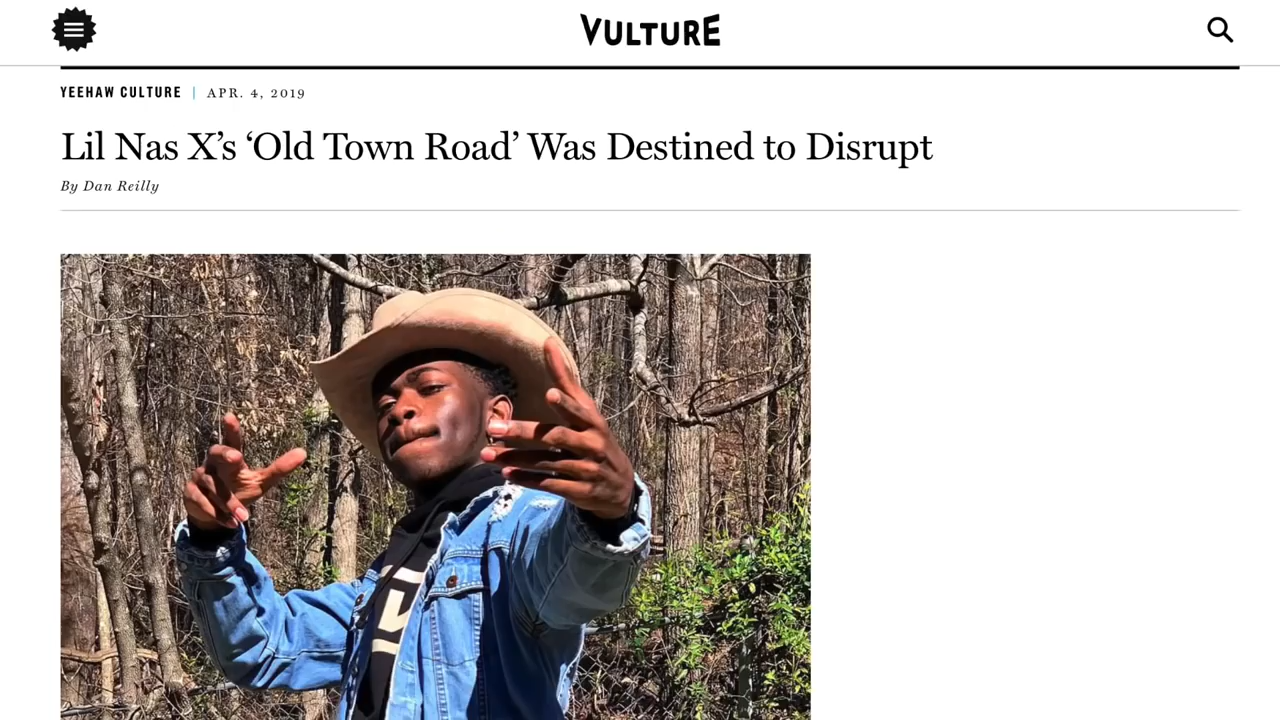 VULTURE
YEEHAW CULTURE | APR. 4, 2019
Lil Nas X’s ‘Old Town Road’ Was Destined to Disrupt
By Dan Reilly